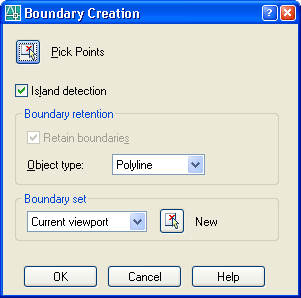 Boundary Creation
Pick Points
Island detection
Boundary retention
Retain boundaries
Object type: Polyline
Boundary set
Current viewport New
OK Cancel Help